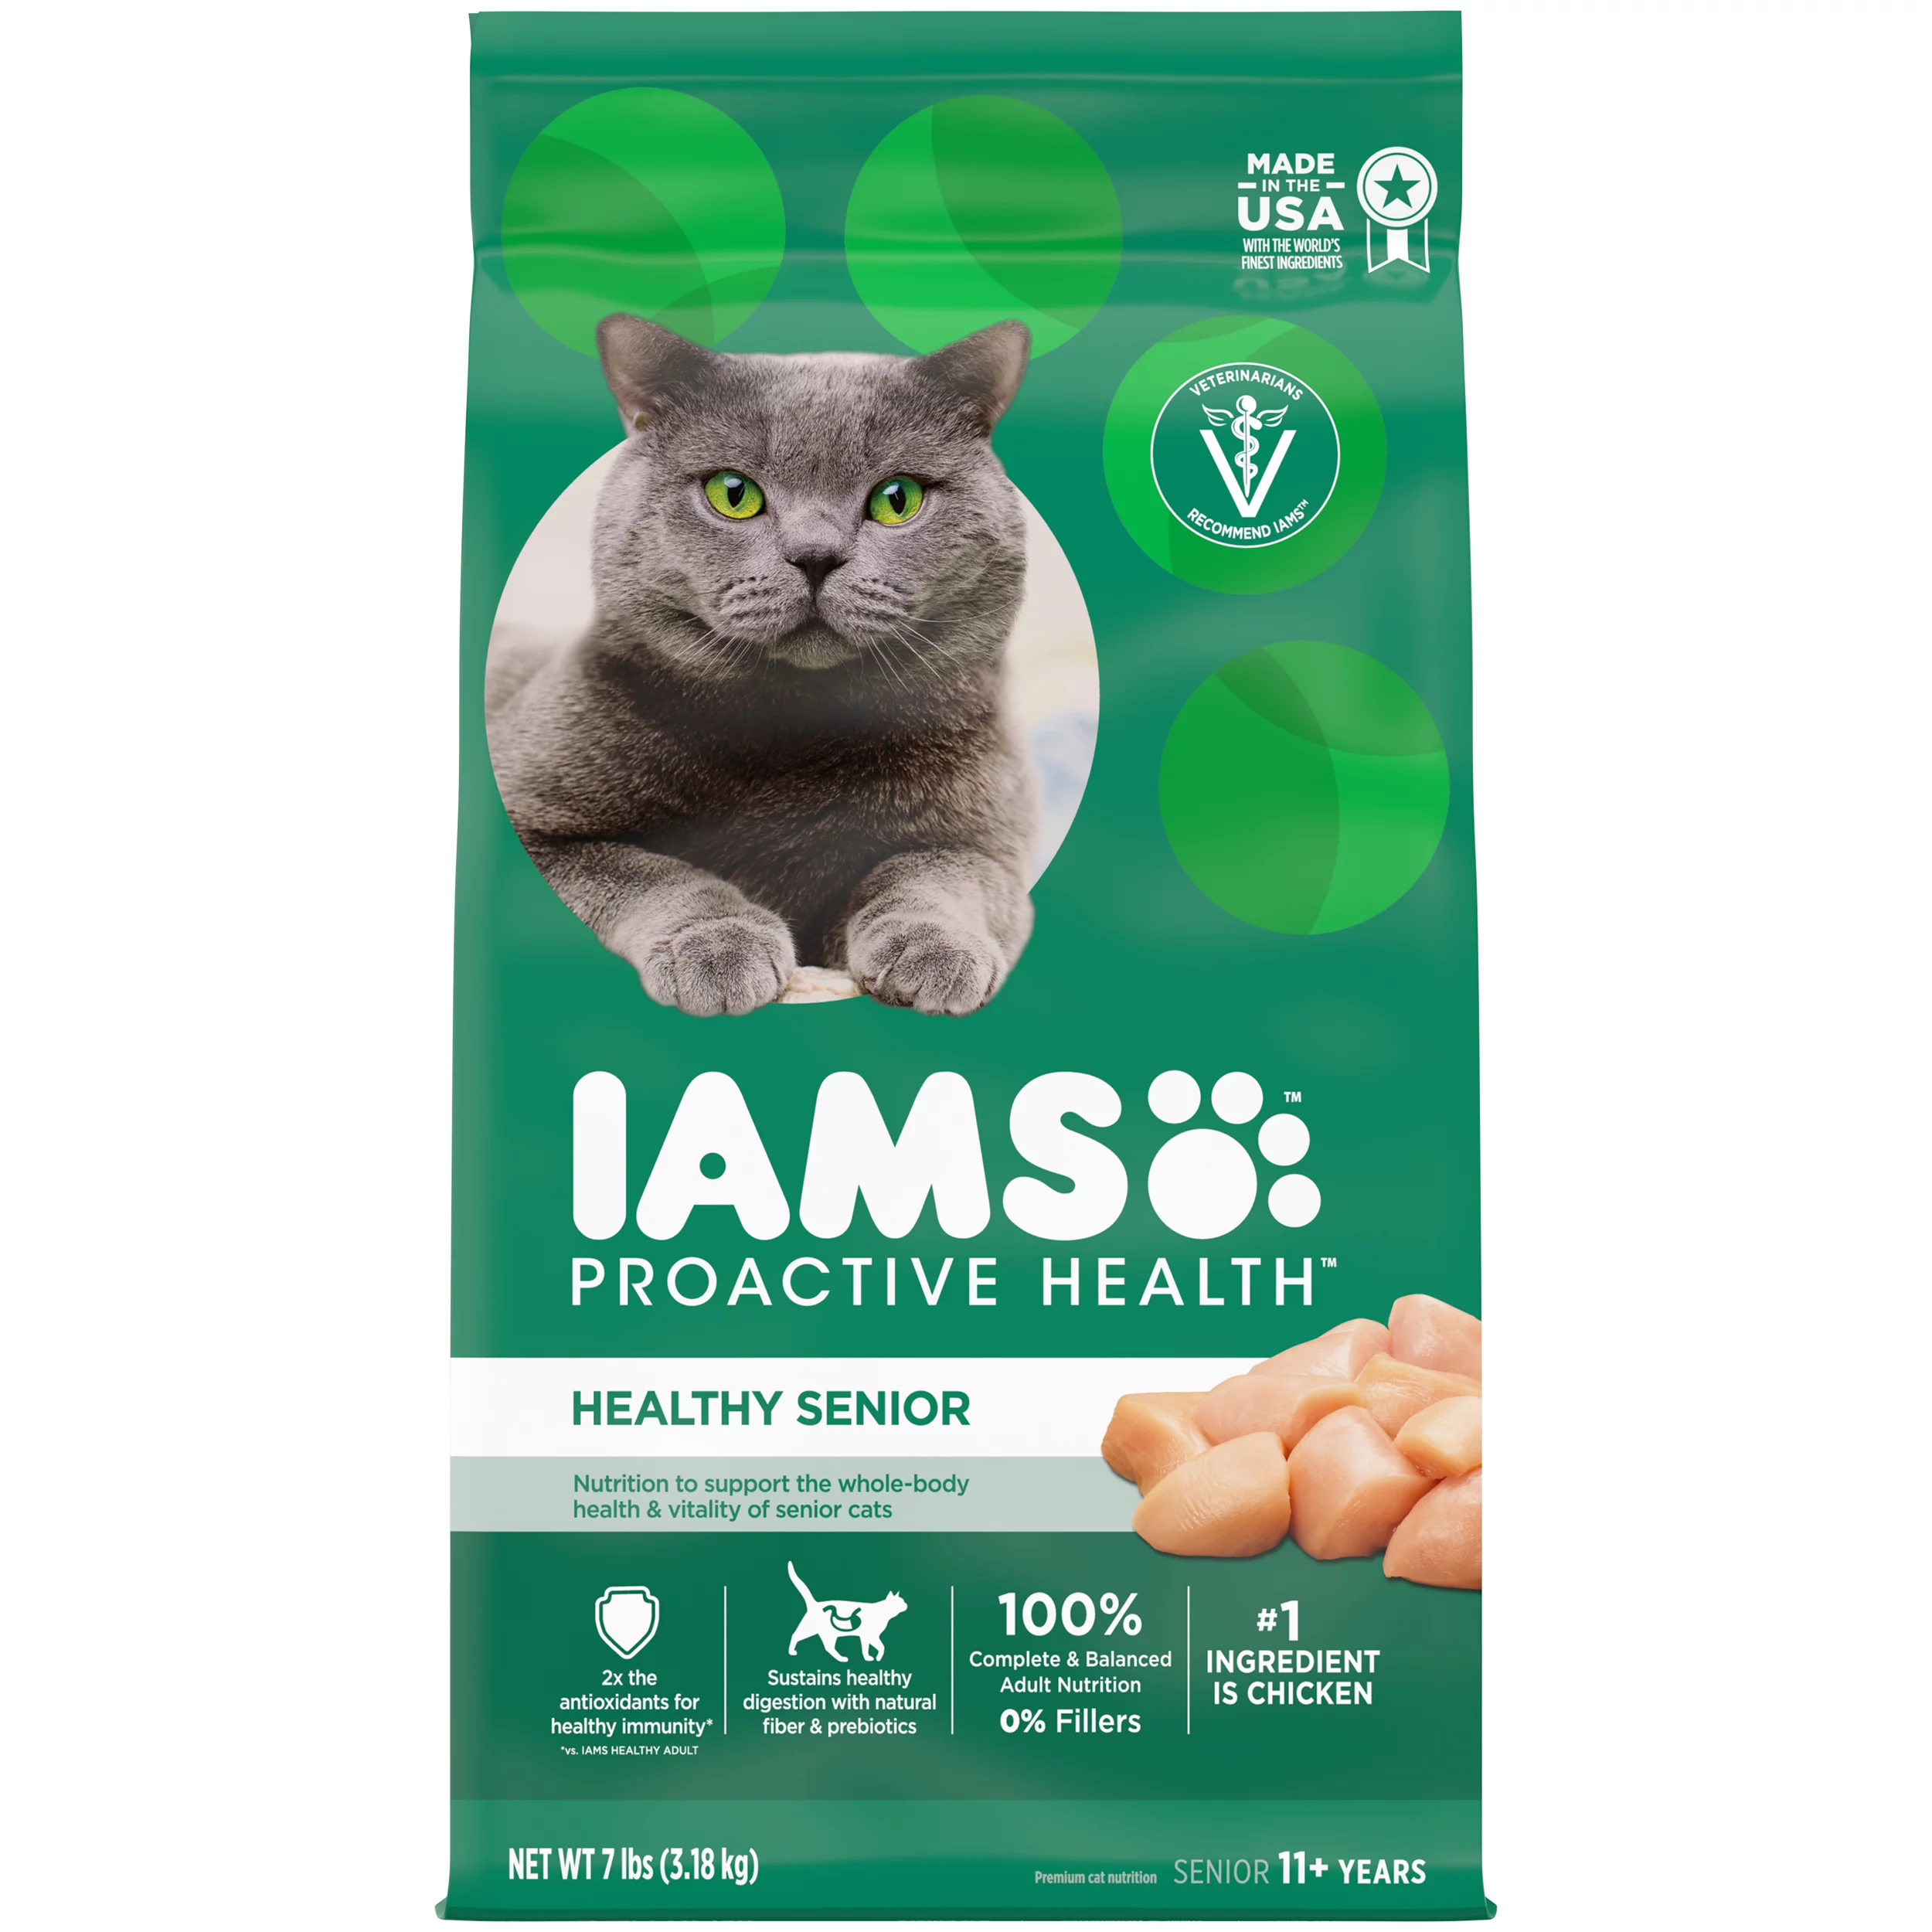 MADE
IN THE
USA
WITH THE WORLD'S
FINEST INGREDIENTS
VETERINARIANS
V
RECOMMEND IAMS™
IAMS™
PROACTIVE HEALTH™
HEALTHY SENIOR
Nutrition to support the whole-body
health & vitality of senior cats
2x the
antioxidants for
healthy immunity*
*vs. IAMS HEALTHY ADULT
Sustains healthy
digestion with natural
fiber & prebiotics
100%
Complete & Balanced
Adult Nutrition
0% Fillers
#1
INGREDIENT
IS CHICKEN
NET WT 7 lbs (3.18 kg)
Premium cat nutrition SENIOR 11+ YEARS